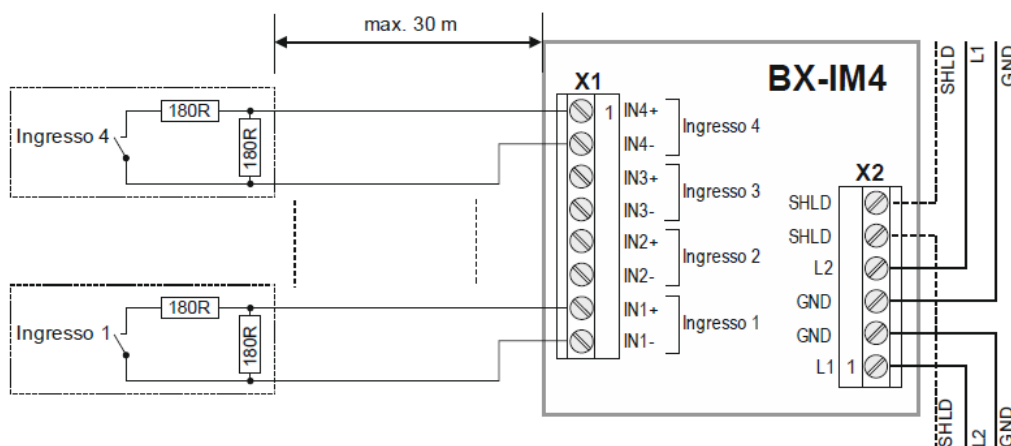 max. 30 m
BX-IM4
SHLD
L1
GND
X1
180R
180R
Ingresso 4
1
IN4+
IN4-
Ingresso 4
IN3+
IN3-
Ingresso 3
IN2+
IN2-
Ingresso 2
IN1+
IN1-
Ingresso 1
X2
SHLD
SHLD
L2
GND
GND
L1
1
180R
180R
Ingresso 1
SHLD
L2
GND